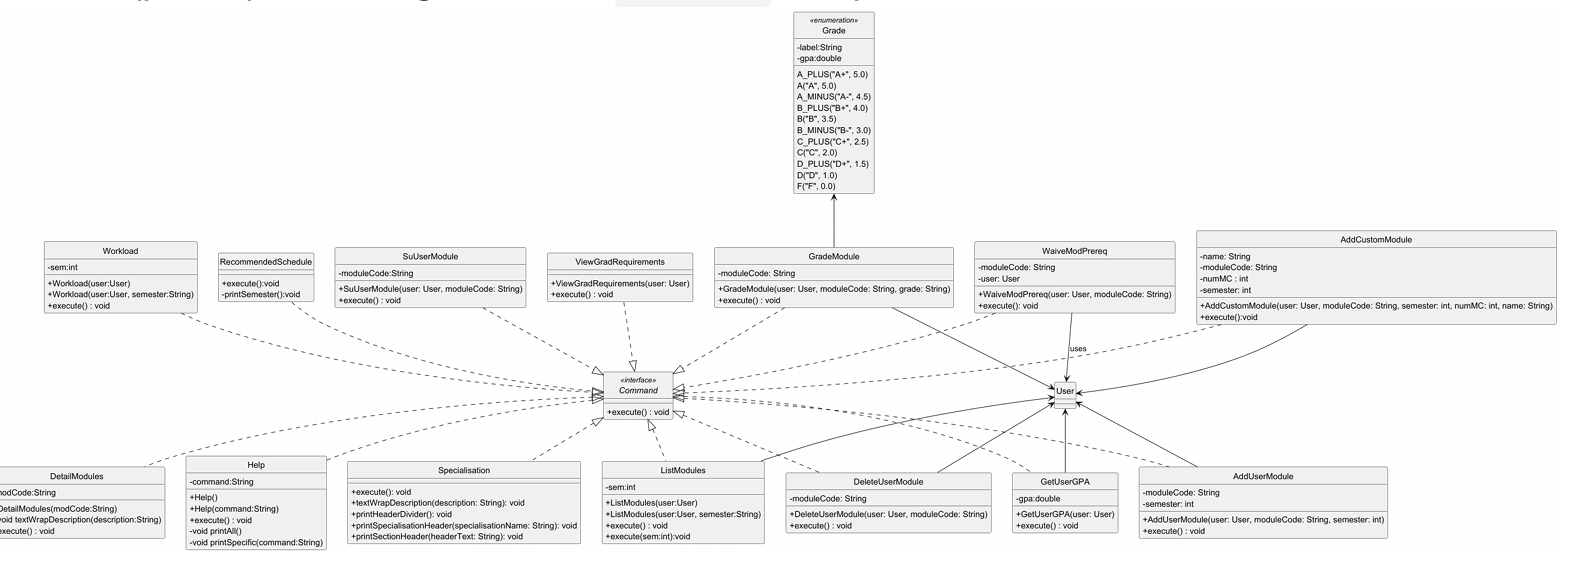 «enumeration»
Grade
-label:String
-gpa:double
A_PLUS("A+", 5.0)
A("A", 5.0)
A_MINUS("A-", 4.5)
B_PLUS("B+", 4.0)
B("B", 3.5)
B_MINUS("B-", 3.0)
C_PLUS("C+", 2.5)
C("C", 2.0)
D_PLUS("D+", 1.5)
D("D", 1.0)
F("F", 0.0)
Workload
-sem:int
+Workload(user:User)
+Workload(user:User, semester:String)
+execute() : void
RecommendedSchedule
+execute():void
-printSemester():void
SuUserModule
-moduleCode:String
+SuUserModule(user: User, moduleCode: String)
+execute() : void
ViewGradRequirements
+ViewGradRequirements(user: User)
+execute() : void
GradeModule
-moduleCode: String
+GradeModule(user: User, moduleCode: String, grade: String)
+execute() : void
WaiveModPrereq
-moduleCode: String
-user: User
+WaiveModPrereq(user: User, moduleCode: String)
+execute(): void
AddCustomModule
-name: String
-moduleCode: String
-numMC : int
-semester: int
+AddCustomModule(user: User, moduleCode: String, semester: int, numMC: int, name: String)
+execute():void
uses
«interface»
Command
+execute() : void
User
DetailModules
modCode:String
DetailModules(modCode:String)
void textWrapDescription(description:String)
execute() : void
Help
-command:String
+Help()
+Help(command:String)
+execute() : void
-void printAll()
-void printSpecific(command:String)
Specialisation
+execute(): void
+textWrapDescription(description: String): void
+printHeaderDivider(): void
+printSpecialisationHeader(specialisationName: String): void
+printSectionHeader(headerText: String): void
ListModules
-sem:int
+ListModules(user:User)
+ListModules(user:User, semester:String)
+execute() : void
+execute(sem:int):void
DeleteUserModule
-moduleCode: String
+DeleteUserModule(user: User, moduleCode: String)
+execute() : void
GetUserGPA
-gpa:double
+GetUserGPA(user: User)
+execute() : void
AddUserModule
-moduleCode: String
-semester: int
+AddUserModule(user: User, moduleCode: String, semester: int)
+execute() : void